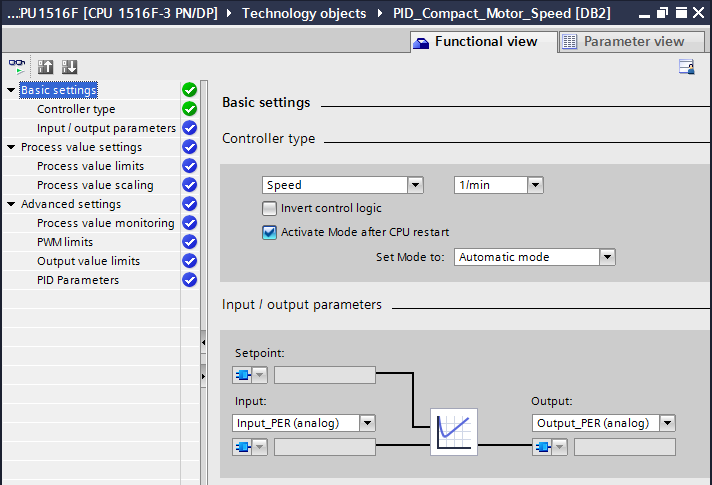 ...PU1516F [CPU 1516F-3 PN/DP] ▸ Technology objects ▸ PID_Compact_Motor_Speed [DB2]
Functional view
Parameter view
Basic settings
Controller type
Input / output parameters
Process value settings
Process value limits
Process value scaling
Advanced settings
Process value monitoring
PWM limits
Output value limits
PID Parameters
Basic settings
Controller type
Speed
1/min
Invert control logic
Activate Mode after CPU restart
Set Mode to: Automatic mode
Input / output parameters
Setpoint:
Input:
Input_PER (analog)
Output:
Output_PER (analog)